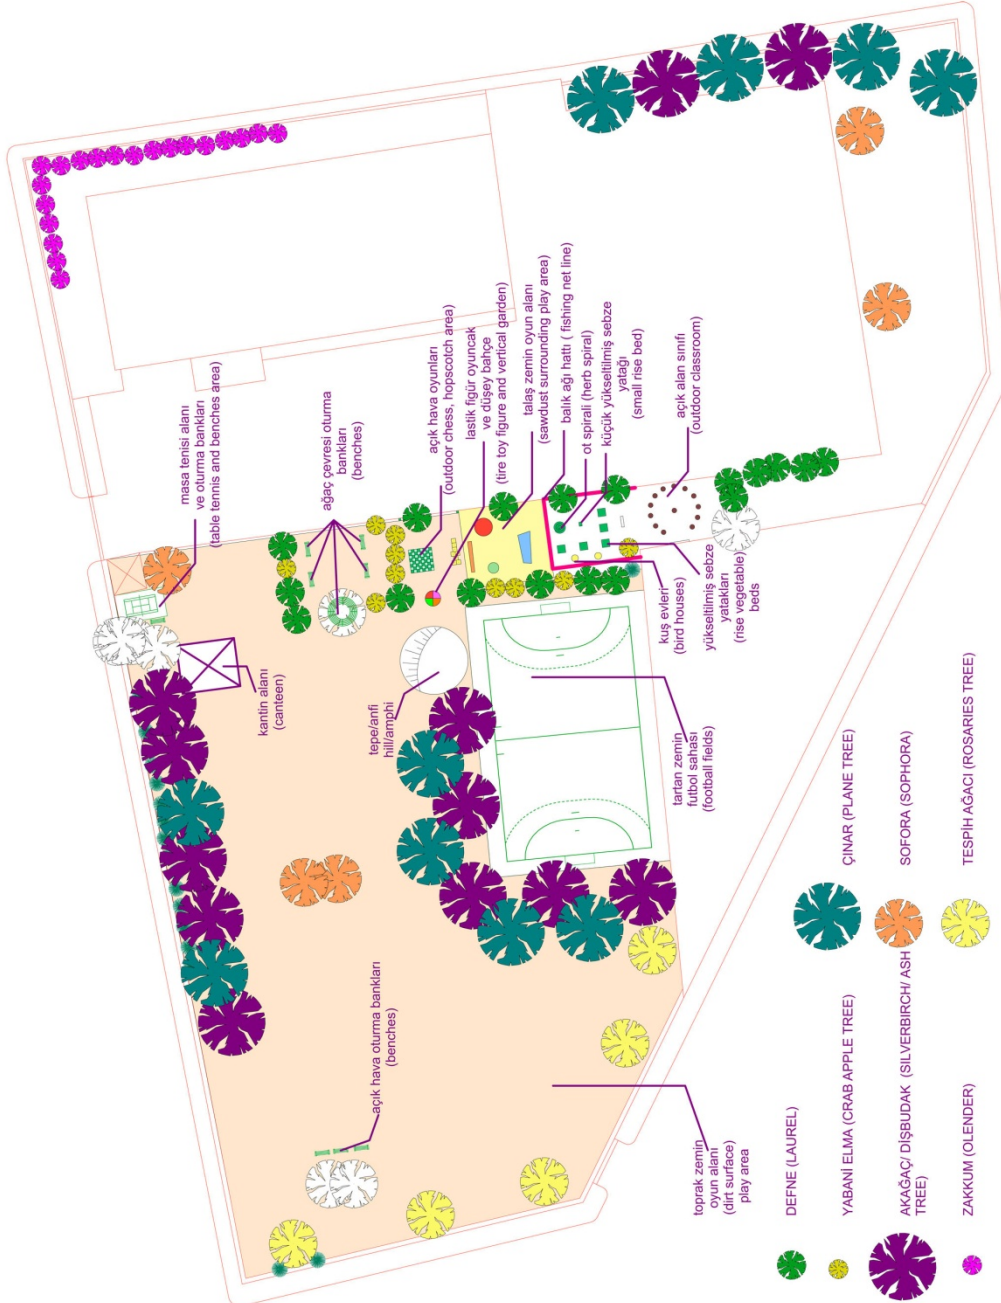 masa tenisi alanı
ve oturma bankları
(table tennis and benches area)
ağaç çevresi oturma
bankları
(benches)
açık hava oyunları
(outdoor chess, hopscotch area)
lastik figür oyuncak
ve düşey bahçe
(tire toy figure and vertical garden)
talaş zemin oyun alanı
(sawdust surrounding play area)
balık ağı hattı ( fishing net line)
ot spirali (herb spiral)
küçük yükseltilmiş sebze
yatağı
(small rise bed)
açık alan sınıfı
(outdoor classroom)
kantin alanı
(canteen)
tepe/anfi
hill/amphi
kuş evleri
(bird houses)
yükseltilmiş sebze
yatakları
(rise vegetable)
beds
tartan zemin
futbol sahası
(football fields)
açık hava oturma bankları
(benches)
toprak zemin
oyun alanı
(dirt surface)
play area
DEFNE (LAUREL)
YABANİ ELMA (CRAB APPLE TREE)
AKAĞAÇ/ DİŞBUDAK (SILVERBIRCH/ ASH
TREE)
ZAKKUM (OLENDER)
ÇINAR (PLANE TREE)
SOFORA (SOPHORA)
TESPİH AĞACI (ROSARIES TREE)